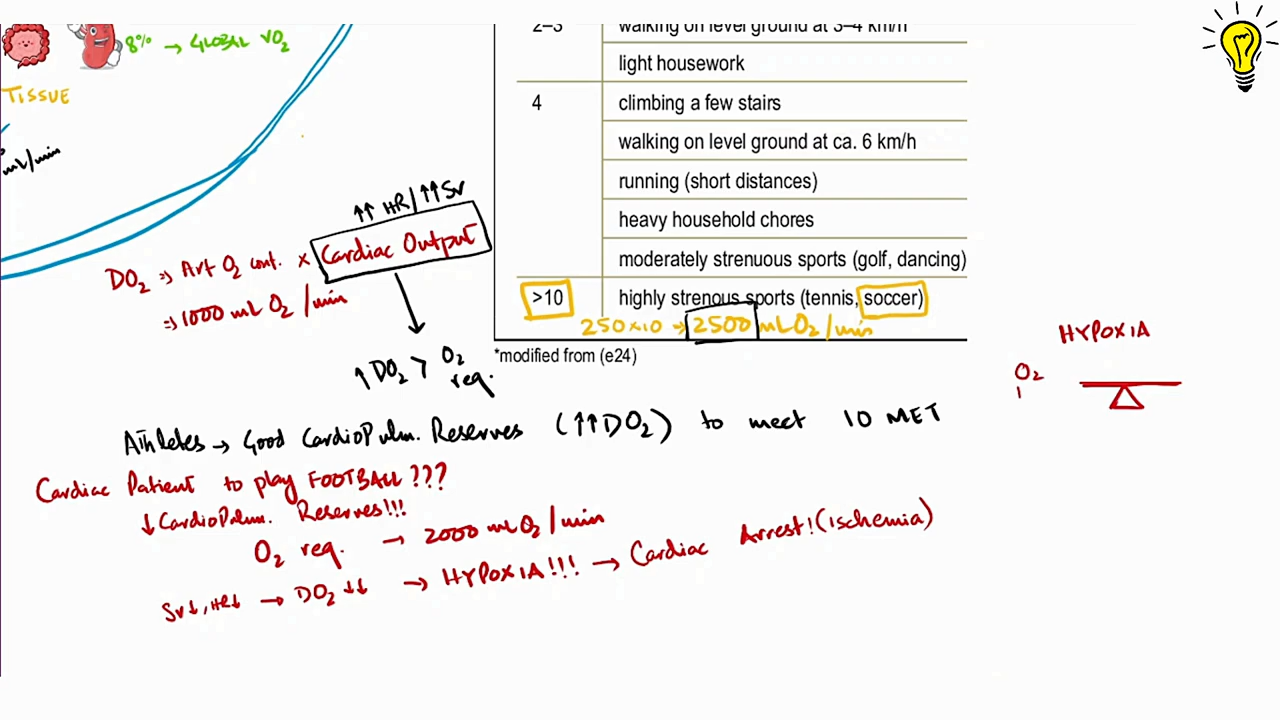 8% → GLOBAL VO₂
TISSUE
mL/min
2–3 walking on level ground at 3–4 km/h
light housework
4 climbing a few stairs
walking on level ground at ca. 6 km/h
running (short distances)
heavy household chores
moderately strenuous sports (golf, dancing)
>10 highly strenous sports (tennis, soccer)
250×10 → 2500 mL O₂/min
*modified from (e24)
↑↑ HR/↑↑SV
DO₂ ⇒ Art O₂ cont. × Cardiac Output
⇒ 1000 mL O₂/min
↑DO₂ > O₂ req.
HYPOXIA
O₂
Athletes → Good CardioPulm. Reserves (↑↑DO₂) to meet 10 MET
Cardiac Patient to play FOOTBALL???
↓ CardioPulm. Reserves!!!
O₂ req. → 2000 mL O₂/min
SV↓, HR↓ → DO₂ ↓↓ → HYPOXIA!!! → Cardiac Arrest! (Ischemia)